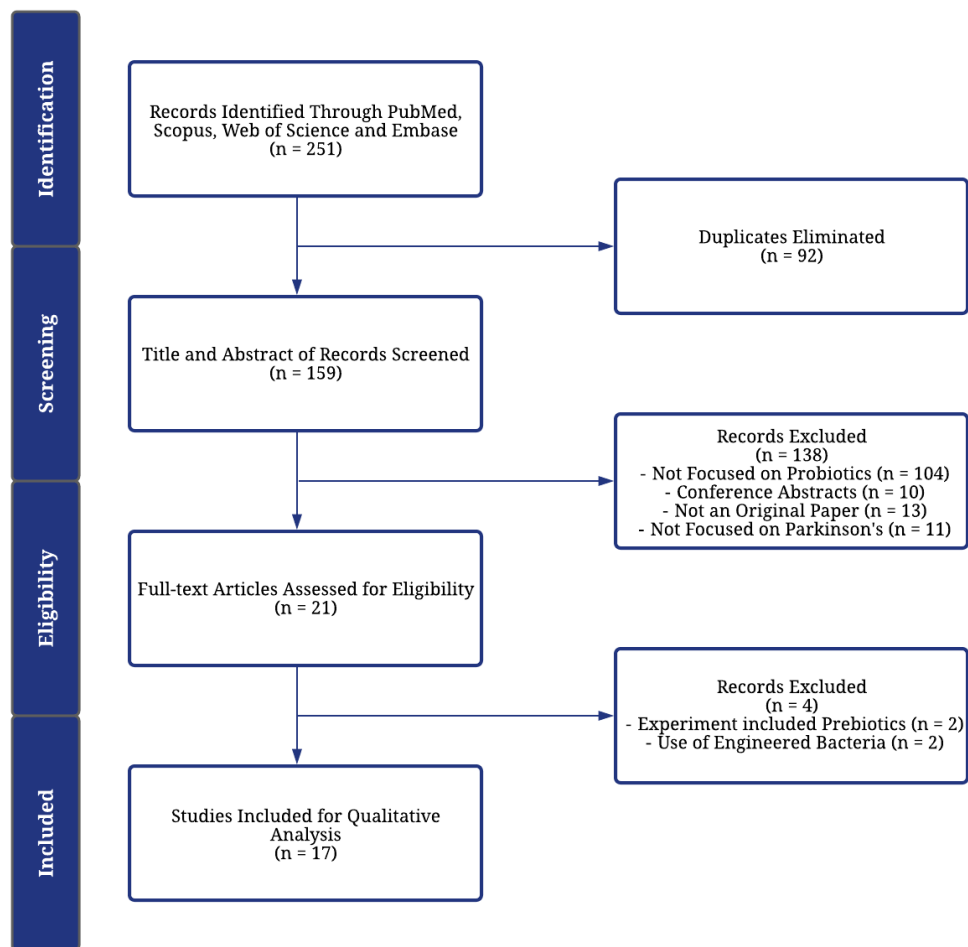 Identification
Records Identified Through PubMed,
Scopus, Web of Science and Embase
(n = 251)
Duplicates Eliminated
(n = 92)
Screening
Title and Abstract of Records Screened
(n = 159)
Records Excluded
(n = 138)
- Not Focused on Probiotics (n = 104)
- Conference Abstracts (n = 10)
- Not an Original Paper (n = 13)
- Not Focused on Parkinson's (n = 11)
Eligibility
Full-text Articles Assessed for Eligibility
(n = 21)
Records Excluded
(n = 4)
- Experiment included Prebiotics (n = 2)
- Use of Engineered Bacteria (n = 2)
Included
Studies Included for Qualitative
Analysis
(n = 17)